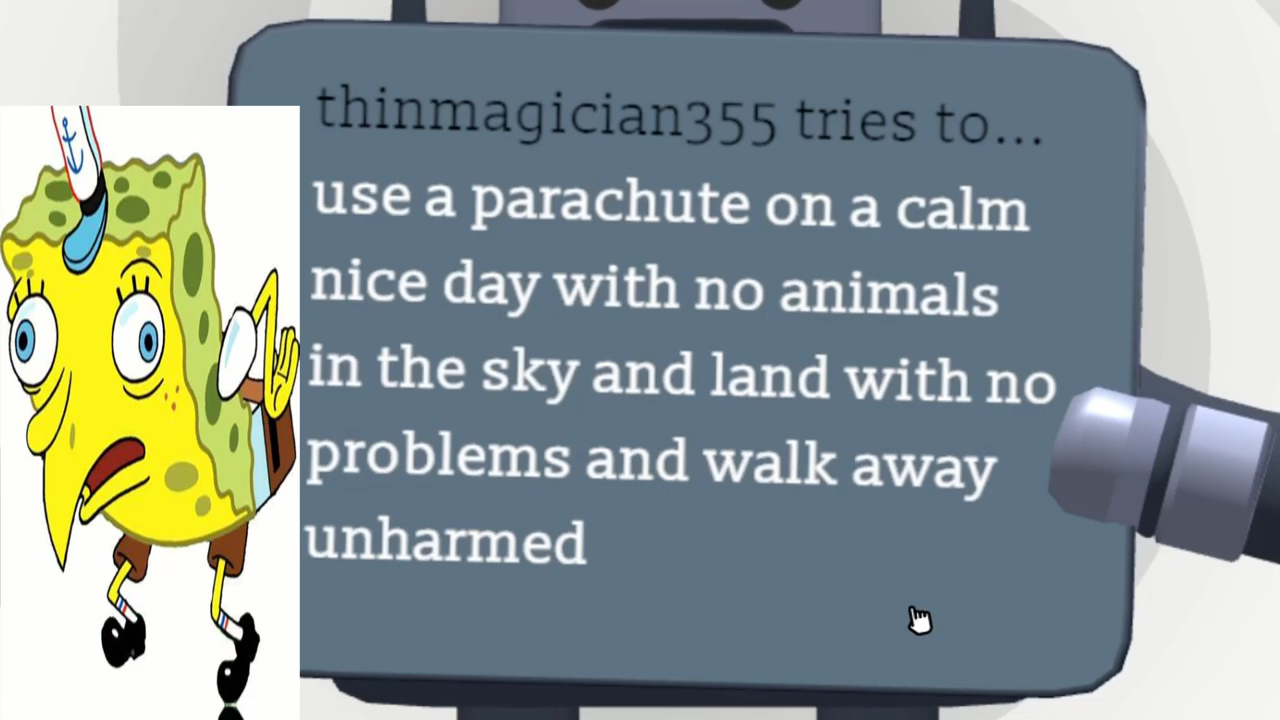 thinmagician355 tries to...
use a parachute on a calm
nice day with no animals
in the sky and land with no
problems and walk away
unharmed